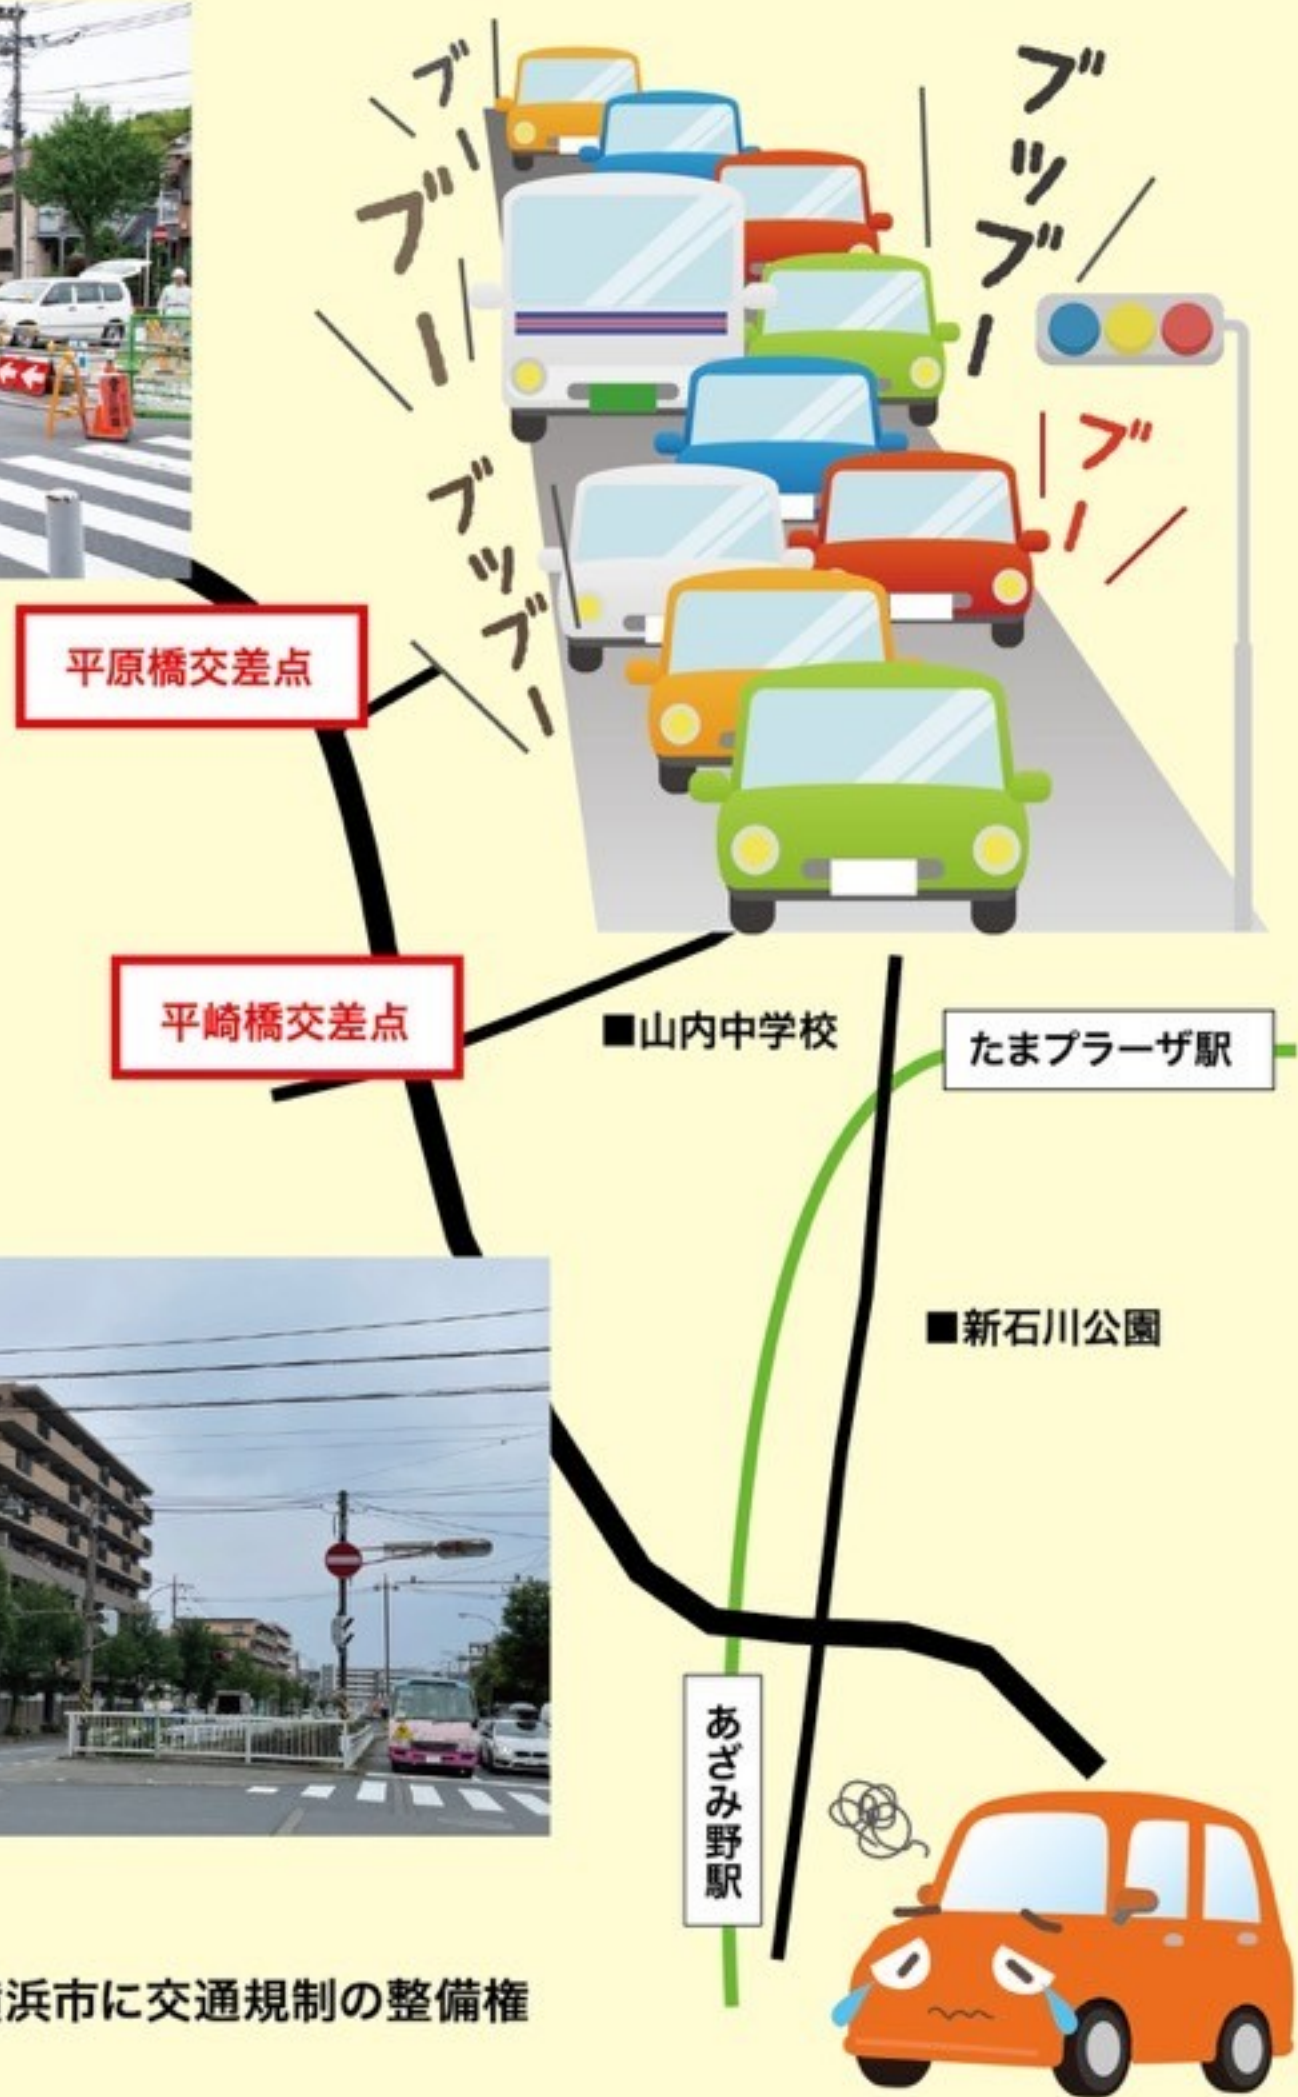 ブー
ブー
ブッブー
ブー
ブッブー
平原橋交差点
平崎橋交差点
■山内中学校
たまプラーザ駅
■新石川公園
あざみ野駅
浜市に交通規制の整備権